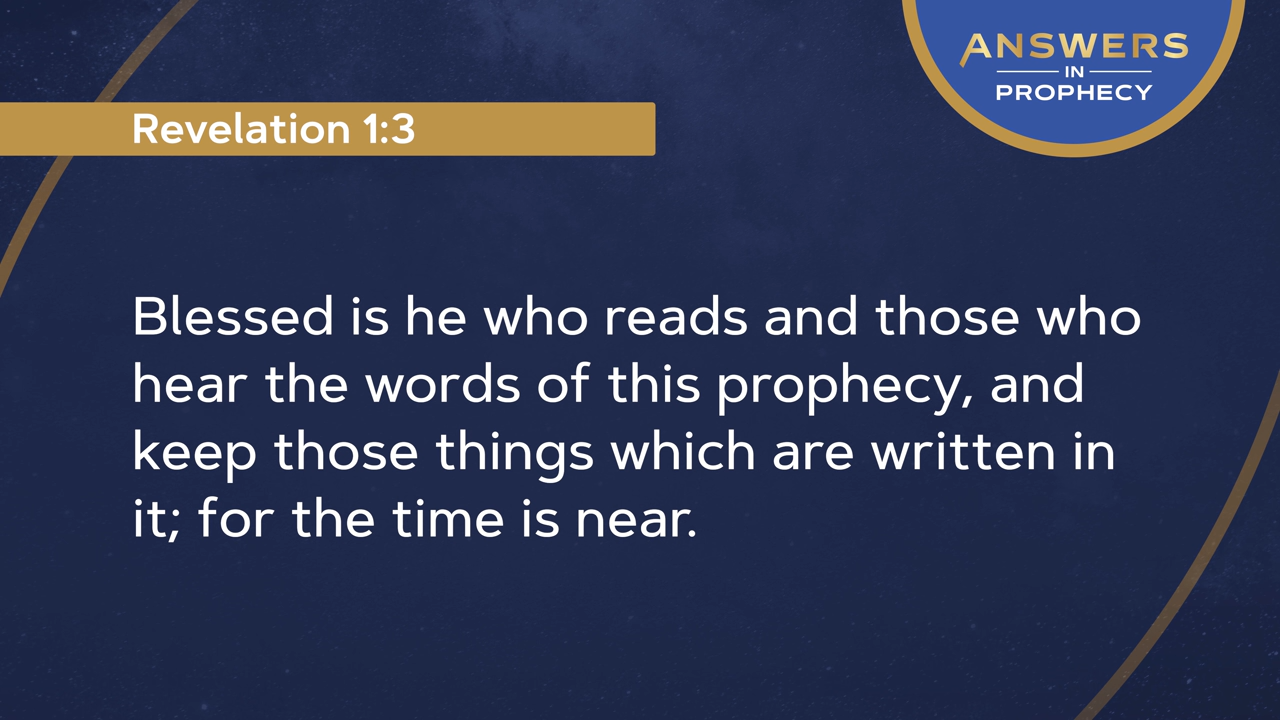 ANSWERS
IN
PROPHECY
Revelation 1:3
Blessed is he who reads and those who
hear the words of this prophecy, and
keep those things which are written in
it; for the time is near.